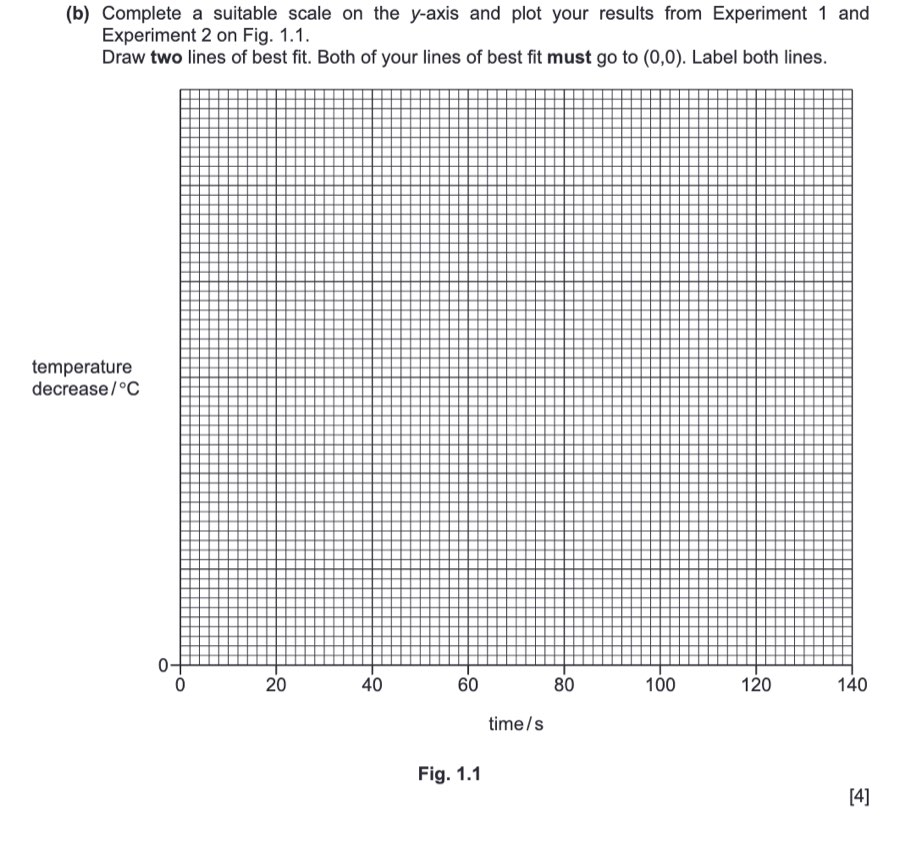 (b) Complete a suitable scale on the y-axis and plot your results from Experiment 1 and
Experiment 2 on Fig. 1.1.
Draw two lines of best fit. Both of your lines of best fit must go to (0,0). Label both lines.
temperature
decrease / °C
0
0 20 40 60 80 100 120 140
time / s
Fig. 1.1
[4]